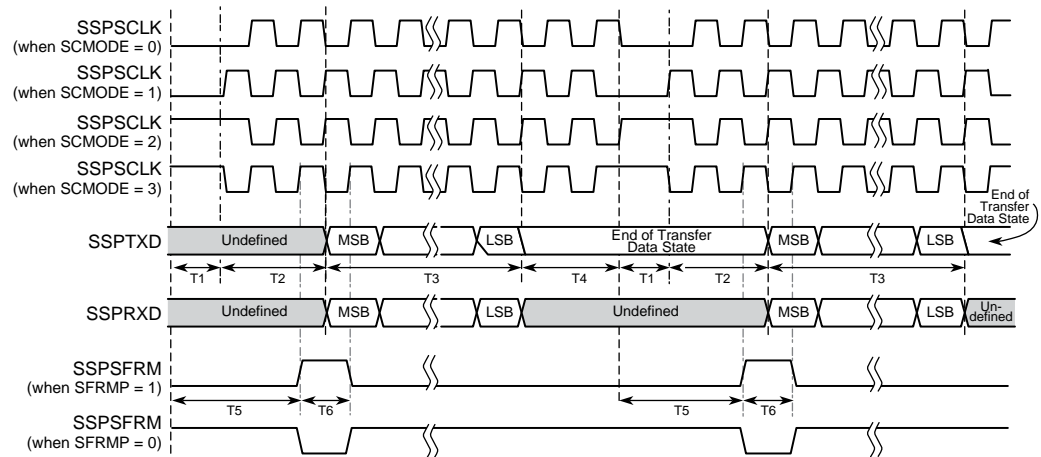 SSPSCLK
(when SCMODE = 0)
SSPSCLK
(when SCMODE = 1)
SSPSCLK
(when SCMODE = 2)
SSPSCLK
(when SCMODE = 3)
End of
Transfer
Data State
SSPTXD
Undefined
MSB
LSB
End of Transfer
Data State
MSB
LSB
T1
T2
T3
T4
T1
T2
T3
SSPRXD
Undefined
MSB
LSB
Undefined
MSB
LSB
Un-
defined
SSPSFRM
(when SFRMP = 1)
T5
T6
T5
T6
SSPSFRM
(when SFRMP = 0)